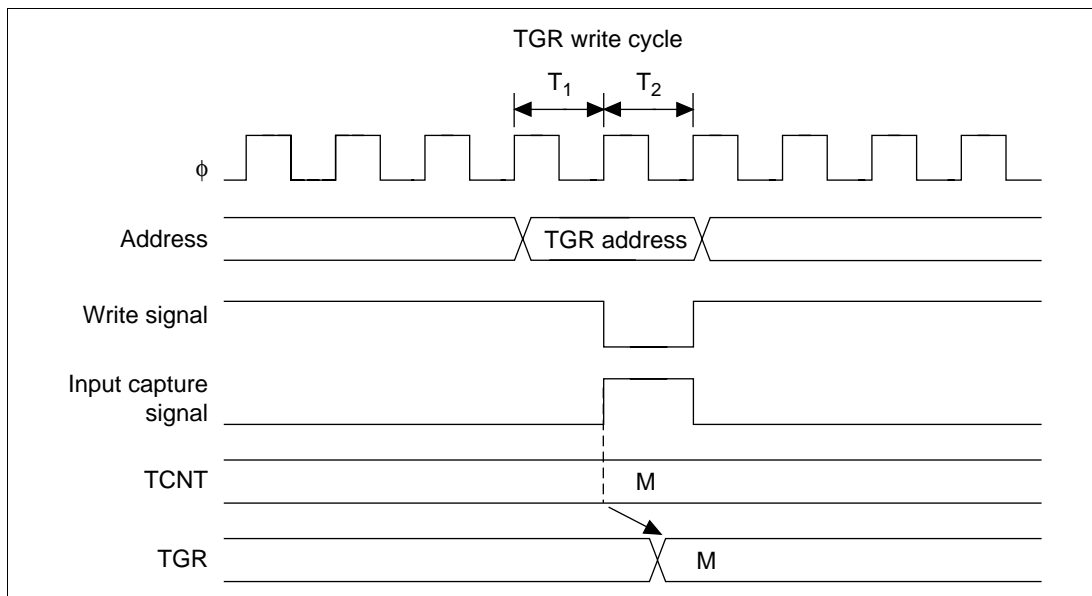 TGR write cycle
T1 T2
ϕ
Address TGR address
Write signal
Input capture
signal
TCNT M
TGR M